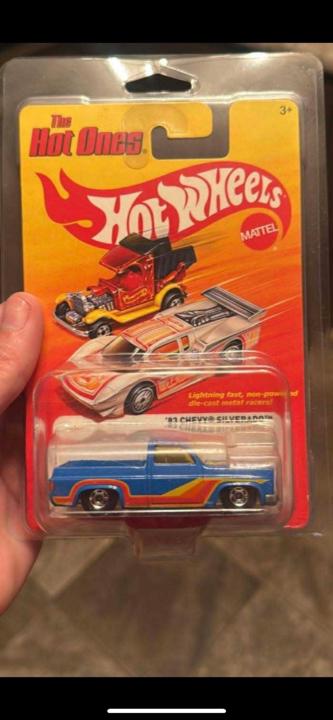 The
Hot Ones®
3+
Hot Wheels®
MATTEL
Lightning fast, non-powered
die-cast metal racers!
'83 CHEVY SILVERADO™